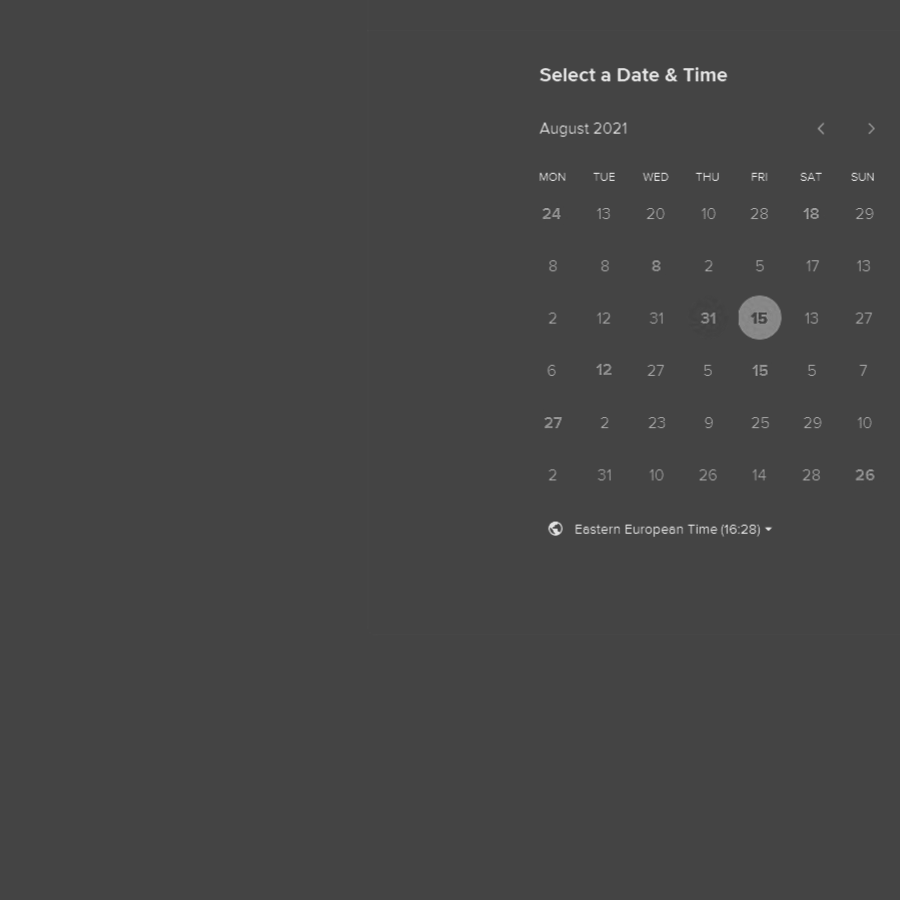 Select a Date & Time
August 2021
MON TUE WED THU FRI SAT SUN
24 13 20 10 28 18 29
8 8 8 2 5 17 13
2 12 31 31 15 13 27
6 12 27 5 15 5 7
27 2 23 9 25 29 10
2 31 10 26 14 28 26
Eastern European Time (16:28)